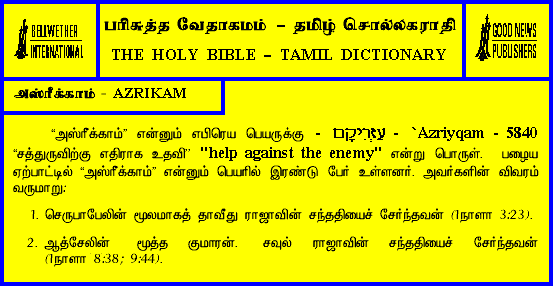 BELLWETHER
INTERNATIONAL
பரிசுத்த வேதாகமம் – தமிழ் சொல்லகராதி
THE HOLY BIBLE – TAMIL DICTIONARY
GOOD NEWS
PUBLISHERS
அஸ்ரீக்காம் - AZRIKAM
“அஸ்ரீக்காம்” என்னும் எபிரெய பெயருக்கு - עַזְרִיקָם - `Azriyqam - 5840
“சத்துருவிற்கு எதிராக உதவி” "help against the enemy" என்று பொருள். பழைய
ஏற்பாட்டில் “அஸ்ரீக்காம்” என்னும் பெயரில் இரண்டு பேர் உள்ளனர். அவர்களின் விவரம்
வருமாறு:
1. செருபாபேலின் மூலமாகத் தாவீது ராஜாவின் சந்ததியைச் சேர்ந்தவன் (1நாளா 3:23).
2. ஆத்சேலின் மூத்த குமாரன். சவுல் ராஜாவின் சந்ததியைச் சேர்ந்தவன்
(1நாளா 8:38; 9:44).